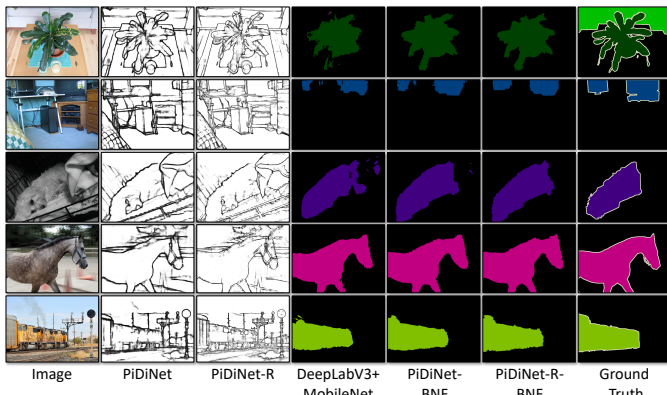 Image PiDiNet PiDiNet-R DeepLabV3+ PiDiNet- PiDiNet-R- Ground
MobileNet BNF BNF Truth